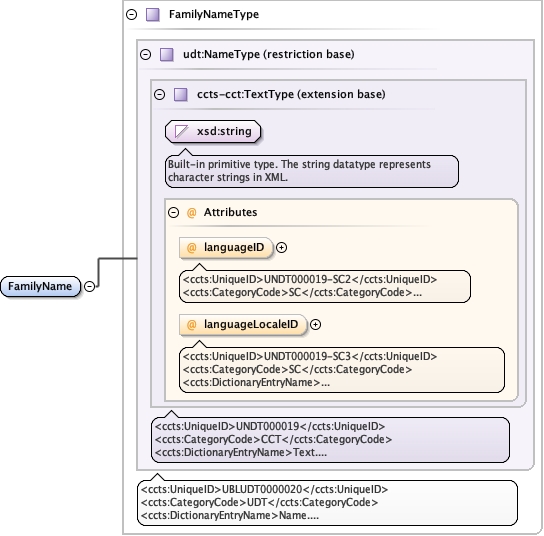 FamilyNameType
udt:NameType (restriction base)
ccts-cct:TextType (extension base)
xsd:string
Built-in primitive type. The string datatype represents
character strings in XML.
@ Attributes
@ languageID
<ccts:UniqueID>UNDT000019-SC2</ccts:UniqueID>
<ccts:CategoryCode>SC</ccts:CategoryCode>...
FamilyName
@ languageLocaleID
<ccts:UniqueID>UNDT000019-SC3</ccts:UniqueID>
<ccts:CategoryCode>SC</ccts:CategoryCode>
<ccts:DictionaryEntryName>...
<ccts:UniqueID>UNDT000019</ccts:UniqueID>
<ccts:CategoryCode>CCT</ccts:CategoryCode>
<ccts:DictionaryEntryName>Text....
<ccts:UniqueID>UBLUDT0000020</ccts:UniqueID>
<ccts:CategoryCode>UDT</ccts:CategoryCode>
<ccts:DictionaryEntryName>Name....